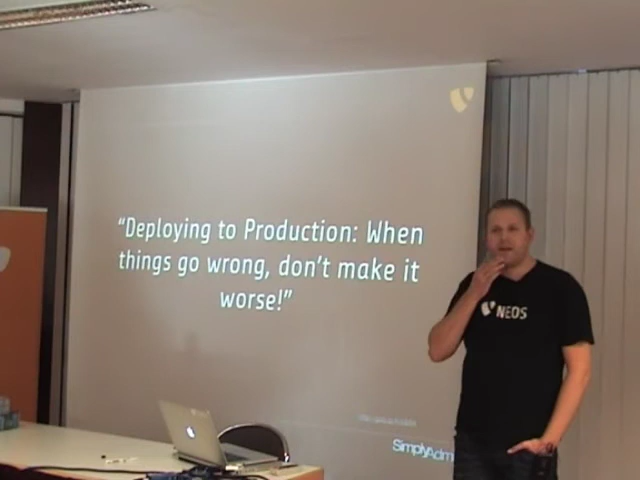 “Deploying to Production: When
things go wrong, don’t make it
worse!”
NEOS
SimplyAdm